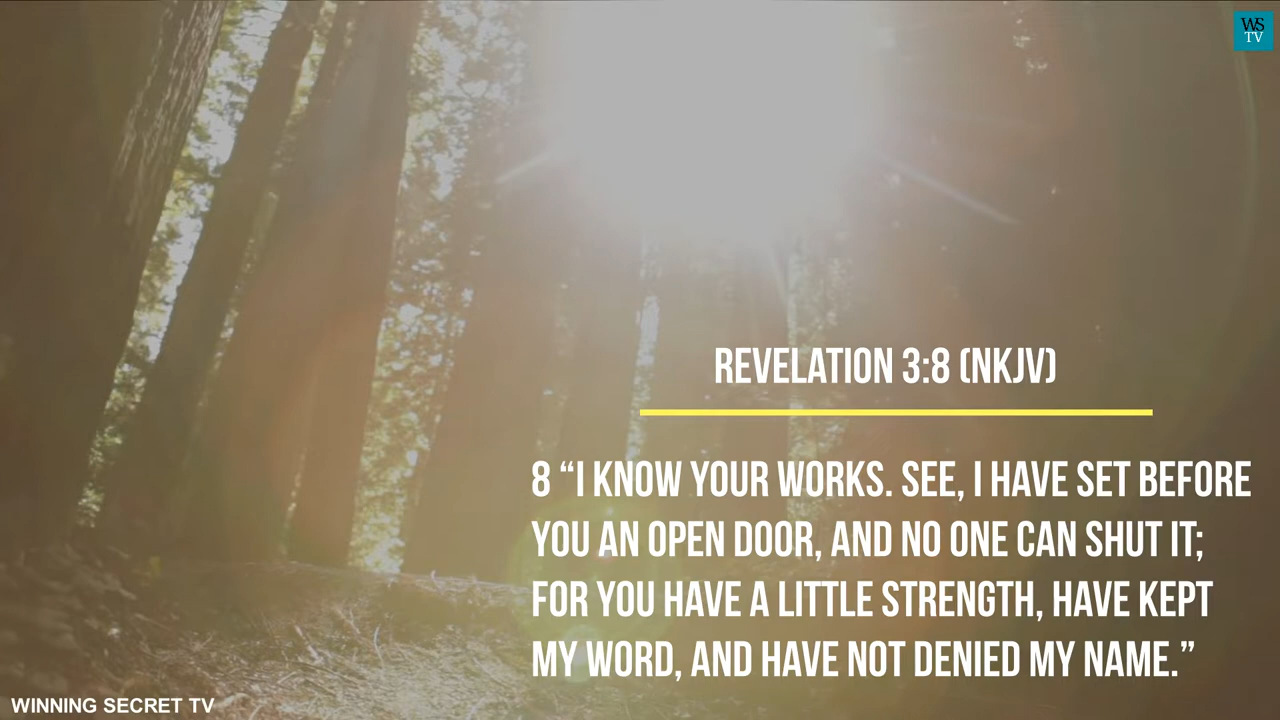 WS
TV
REVELATION 3:8 (NKJV)
8 “I KNOW YOUR WORKS. SEE, I HAVE SET BEFORE
YOU AN OPEN DOOR, AND NO ONE CAN SHUT IT;
FOR YOU HAVE A LITTLE STRENGTH, HAVE KEPT
MY WORD, AND HAVE NOT DENIED MY NAME.”
WINNING SECRET TV